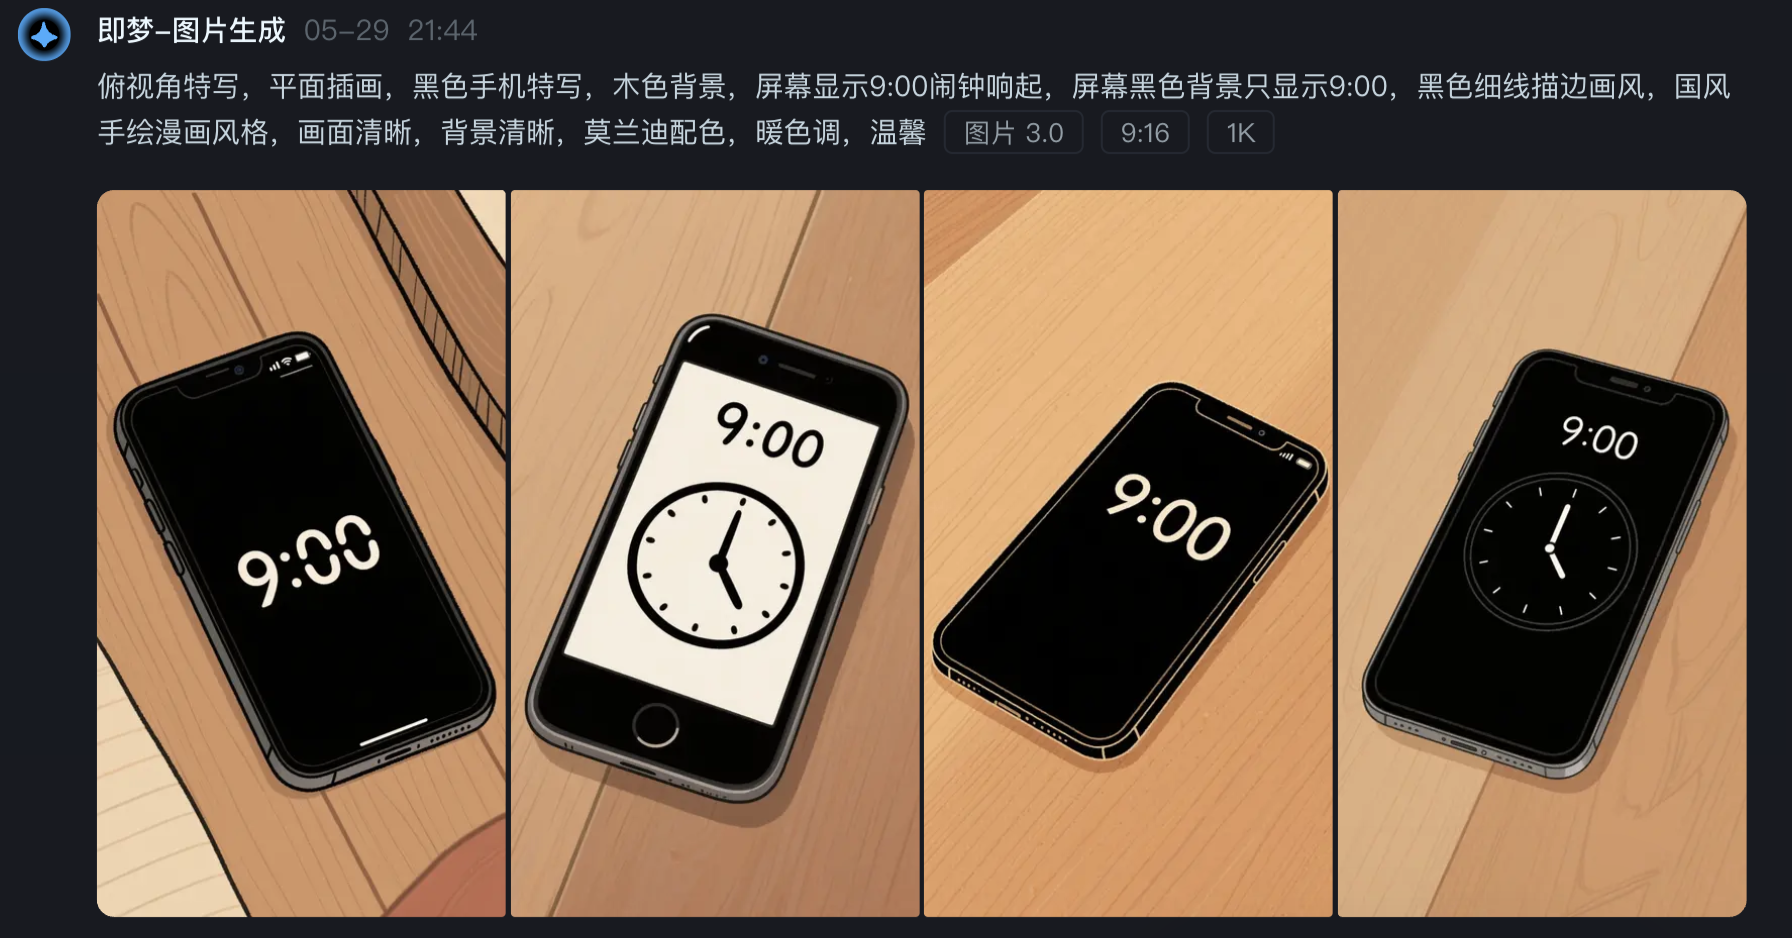 即梦-图片生成 05-29 21:44
俯视角特写，平面插画，黑色手机特写，木色背景，屏幕显示9:00闹钟响起，屏幕黑色背景只显示9:00，黑色细线描边画风，国风
手绘漫画风格，画面清晰，背景清晰，莫兰迪配色，暖色调，温馨 图片 3.0 9:16 1K
9:00
9:00
9:00
9:00